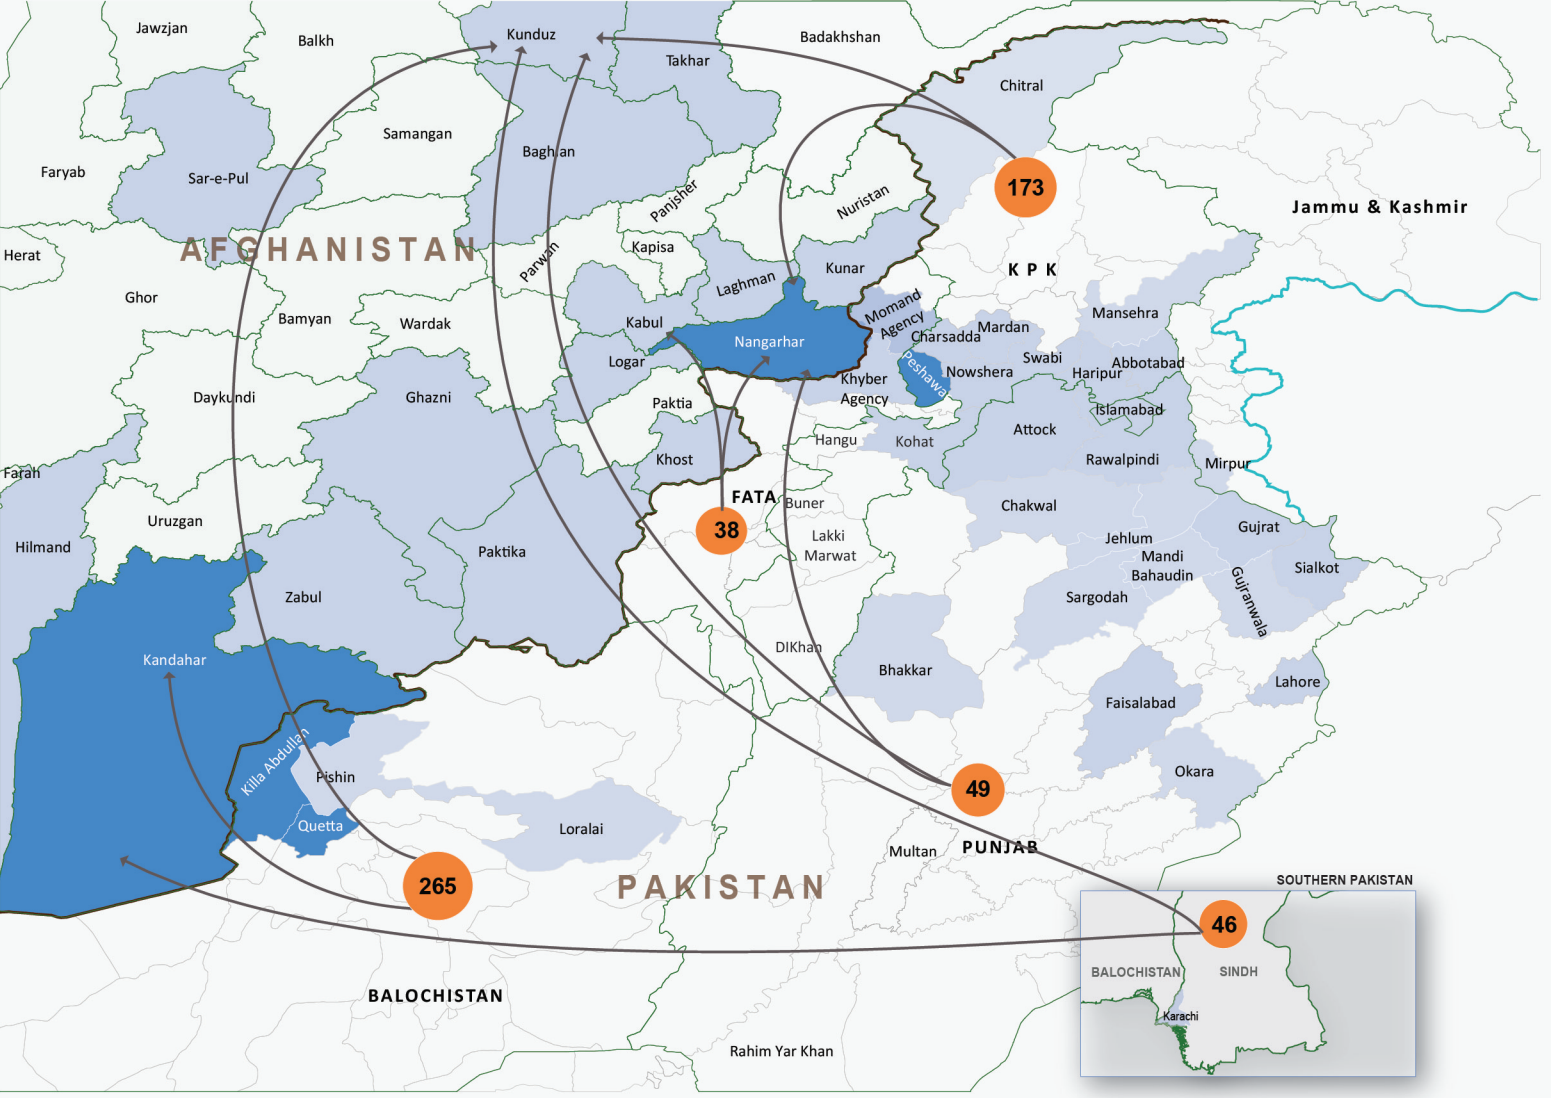 Jawzjan
Balkh
Kunduz
Badakhshan
Takhar
Chitral
Samangan
Baghlan
Faryab
Sar-e-Pul
173
Panjsher
Nuristan
Jammu & Kashmir
AFGHANISTAN
Herat
Parwan
Kapisa
Laghman
Kunar
KPK
Ghor
Bamyan
Wardak
Kabul
Momand
Agency
Charsadda
Mardan
Mansehra
Nangarhar
Logar
Peshawa
Nowshera
Swabi
Haripur
Abbotabad
Khyber
Agency
Daykundi
Ghazni
Paktia
Islamabad
Hangu
Kohat
Attock
Farah
Khost
Rawalpindi
Mirpur
FATA
Buner
Chakwal
Uruzgan
38
Lakki
Marwat
Gujrat
Hilmand
Paktika
Jehlum
Mandi
Bahaudin
Sialkot
Zabul
Sargodah
Gujranwala
Kandahar
DIKhan
Bhakkar
Lahore
Faisalabad
Killa Abdullah
Pishin
Okara
49
Quetta
Loralai
Multan
PUNJAB
265
PAKISTAN
SOUTHERN PAKISTAN
46
BALOCHISTAN
SINDH
Karachi
BALOCHISTAN
Rahim Yar Khan